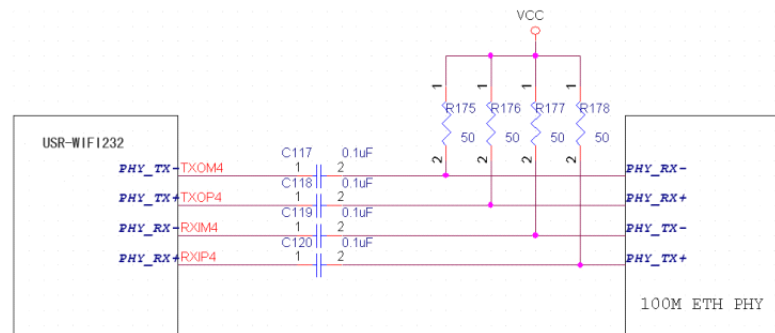 VCC
1 1 1 1
R175 R176 R177 R178
50 50 50 50
2 2 2 2
USR-WIFI232
100M ETH PHY
C117 0.1uF
PHY_TX- TXOM4 1 2 PHY_RX-
C118 0.1uF
PHY_TX+ TXOP4 1 2 PHY_RX+
C119 0.1uF
PHY_RX- RXIM4 1 2 PHY_TX-
C120 0.1uF
PHY_RX+ RXIP4 1 2 PHY_TX+